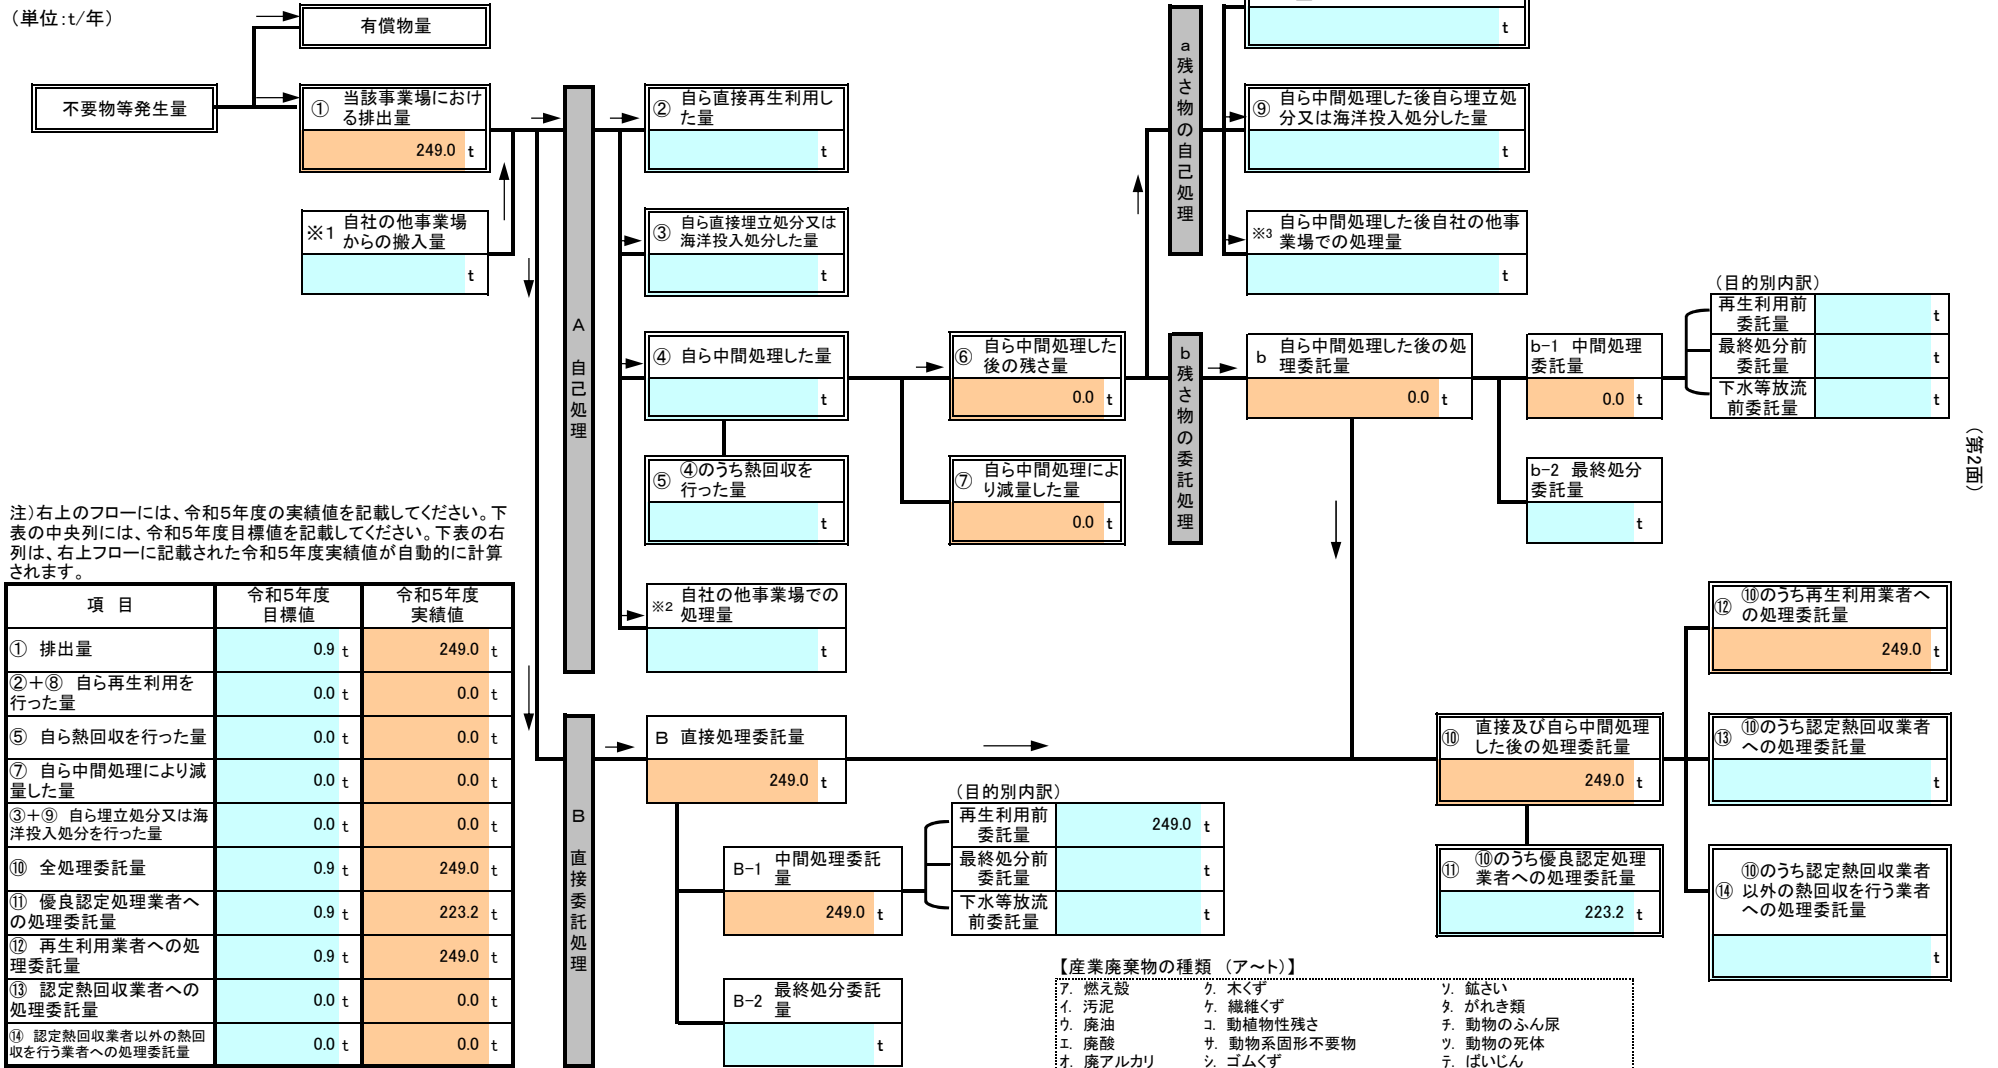 (単位:t/年)
有償物量
不要物等発生量
① 当該事業場におけ
る排出量
249.0 t
※1 自社の他事業場
からの搬入量
t
A 自己処理
② 自ら直接再生利用し
た量
t
③ 自ら直接埋立処分又は
海洋投入処分した量
t
④ 自ら中間処理した量
t
⑤ ④のうち熱回収を
行った量
t
※2 自社の他事業場での
処理量
t
⑥ 自ら中間処理した
後の残さ量
0.0 t
⑦ 自ら中間処理によ
り減量した量
0.0 t
a 残さ物の自己処理
t
⑨ 自ら中間処理した後自ら埋立処
分又は海洋投入処分した量
t
※3 自ら中間処理した後自社の他事
業場での処理量
t
b 残さ物の委託処理
b 自ら中間処理した後の処
理委託量
0.0 t
b-1 中間処理
委託量
0.0 t
b-2 最終処分
委託量
t
(目的別内訳)
再生利用前
委託量
t
最終処分前
委託量
t
下水等放流
前委託量
t
(第2面)
注)右上のフローには、令和5年度の実績値を記載してください。下
表の中央列には、令和5年度目標値を記載してください。下表の右
列は、右上フローに記載された令和5年度実績値が自動的に計算
されます。
項 目
令和5年度
目標値
令和5年度
実績値
① 排出量 0.9 t 249.0 t
②+⑧ 自ら再生利用を
行った量 0.0 t 0.0 t
⑤ 自ら熱回収を行った量 0.0 t 0.0 t
⑦ 自ら中間処理により減
量した量 0.0 t 0.0 t
③+⑨ 自ら埋立処分又は海
洋投入処分を行った量 0.0 t 0.0 t
⑩ 全処理委託量 0.9 t 249.0 t
⑪ 優良認定処理業者へ
の処理委託量 0.9 t 223.2 t
⑫ 再生利用業者への処
理委託量 0.9 t 249.0 t
⑬ 認定熱回収業者への
処理委託量 0.0 t 0.0 t
⑭ 認定熱回収業者以外の熱回
収を行う業者への処理委託量 0.0 t 0.0 t
B 直接委託処理
B 直接処理委託量
249.0 t
B-1 中間処理委託
量
249.0 t
B-2 最終処分委託
量
t
(目的別内訳)
再生利用前
委託量
249.0 t
最終処分前
委託量
t
下水等放流
前委託量
t
⑩ 直接及び自ら中間処理
した後の処理委託量
249.0 t
⑪ ⑩のうち優良認定処理
業者への処理委託量
223.2 t
⑫ ⑩のうち再生利用業者へ
の処理委託量
249.0 t
⑬ ⑩のうち認定熱回収業者
への処理委託量
t
⑭ ⑩のうち認定熱回収業者
以外の熱回収を行う業者
への処理委託量
t
【産業廃棄物の種類 (ア~ト)】
ア. 燃え殻 ク. 木くず ソ. 鉱さい
イ. 汚泥 ケ. 繊維くず タ. がれき類
ウ. 廃油 コ. 動植物性残さ チ. 動物のふん尿
エ. 廃酸 サ. 動物系固形不要物 ツ. 動物の死体
オ. 廃アルカリ シ. ゴムくず テ. ばいじん